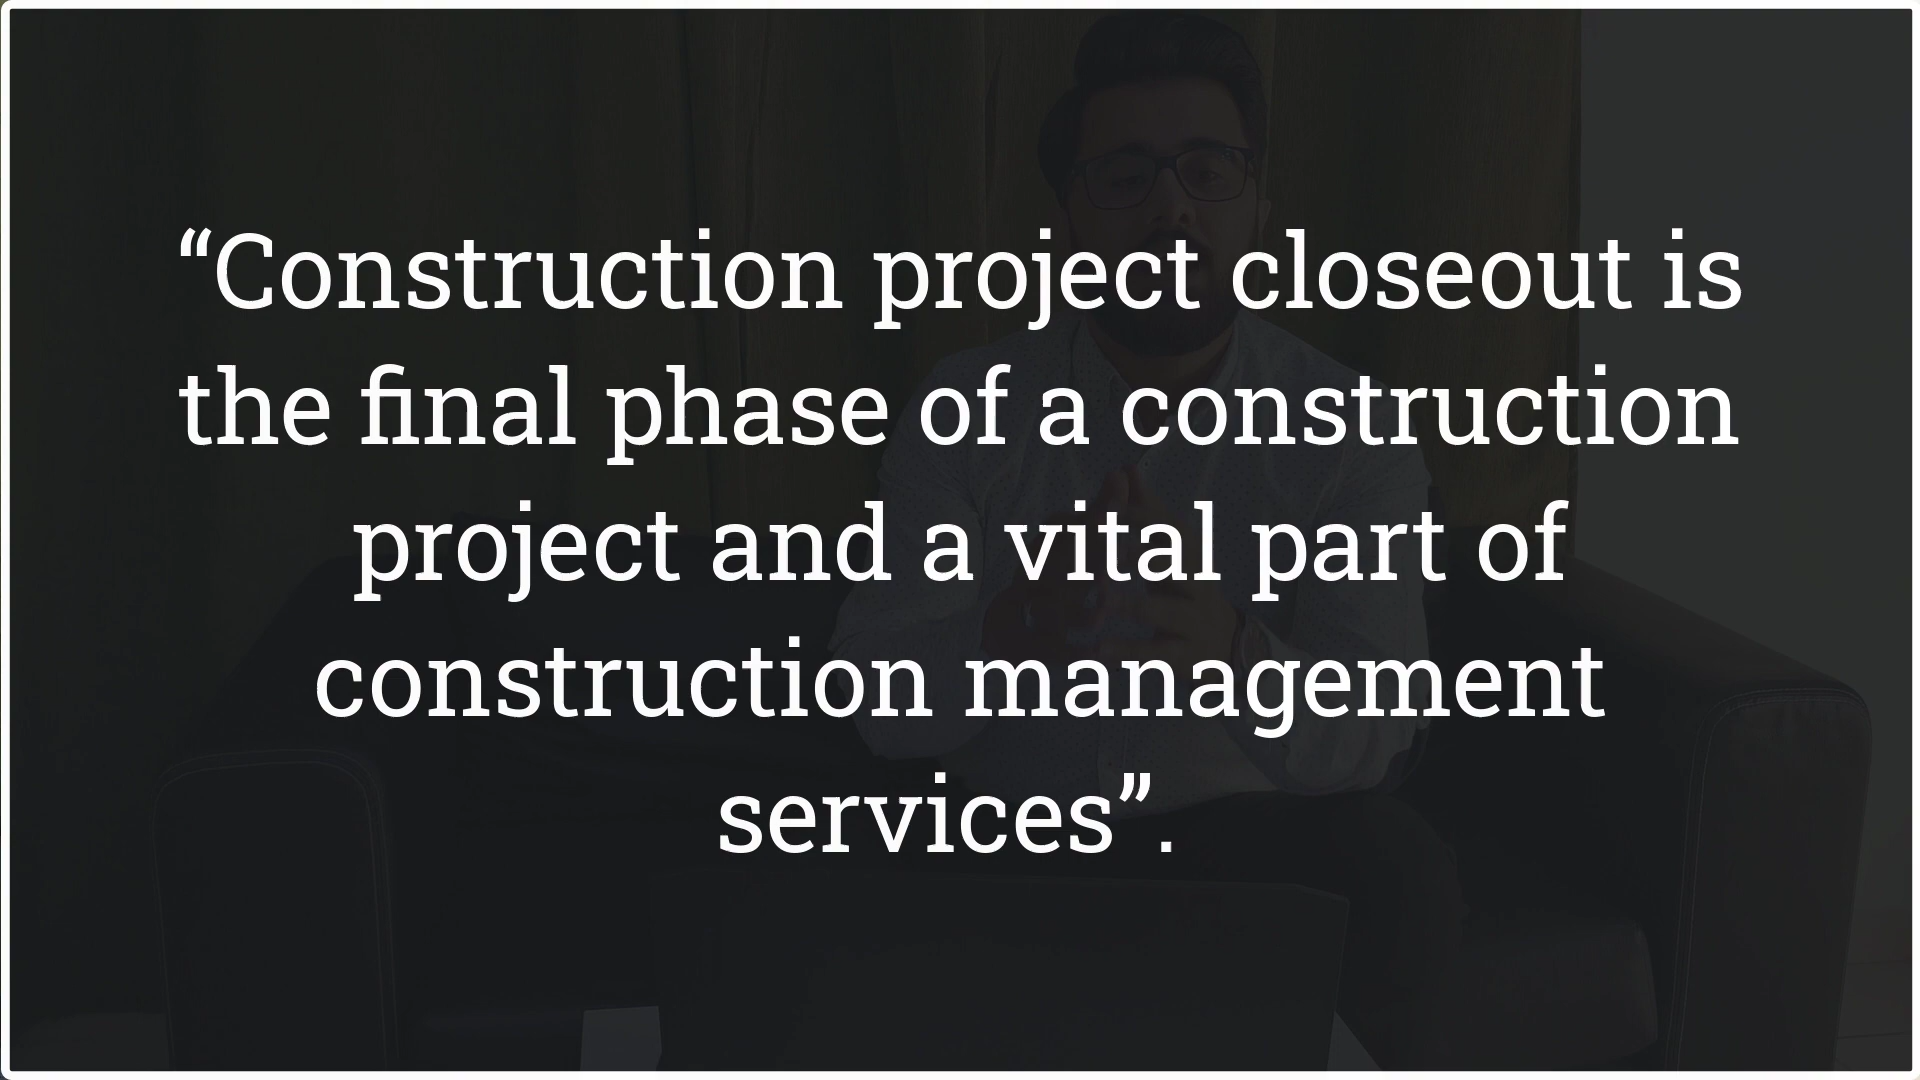 “Construction project closeout is
the final phase of a construction
project and a vital part of
construction management
services”.